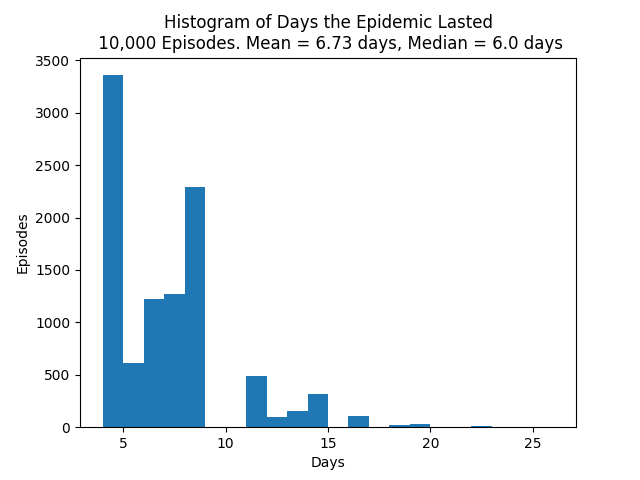 Histogram of Days the Epidemic Lasted
10,000 Episodes. Mean = 6.73 days, Median = 6.0 days
3500
3000
2500
2000
1500
1000
500
0
Episodes
5 10 15 20 25
Days